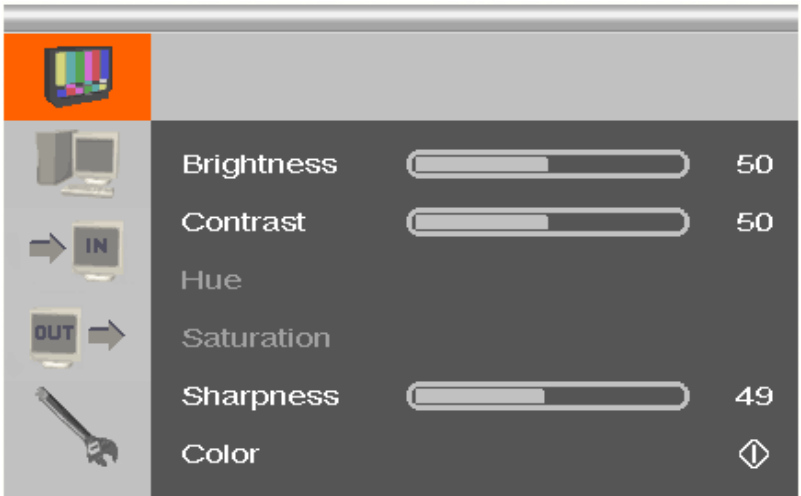 Brightness 50
Contrast 50
IN
Hue
OUT
Saturation
Sharpness 49
Color